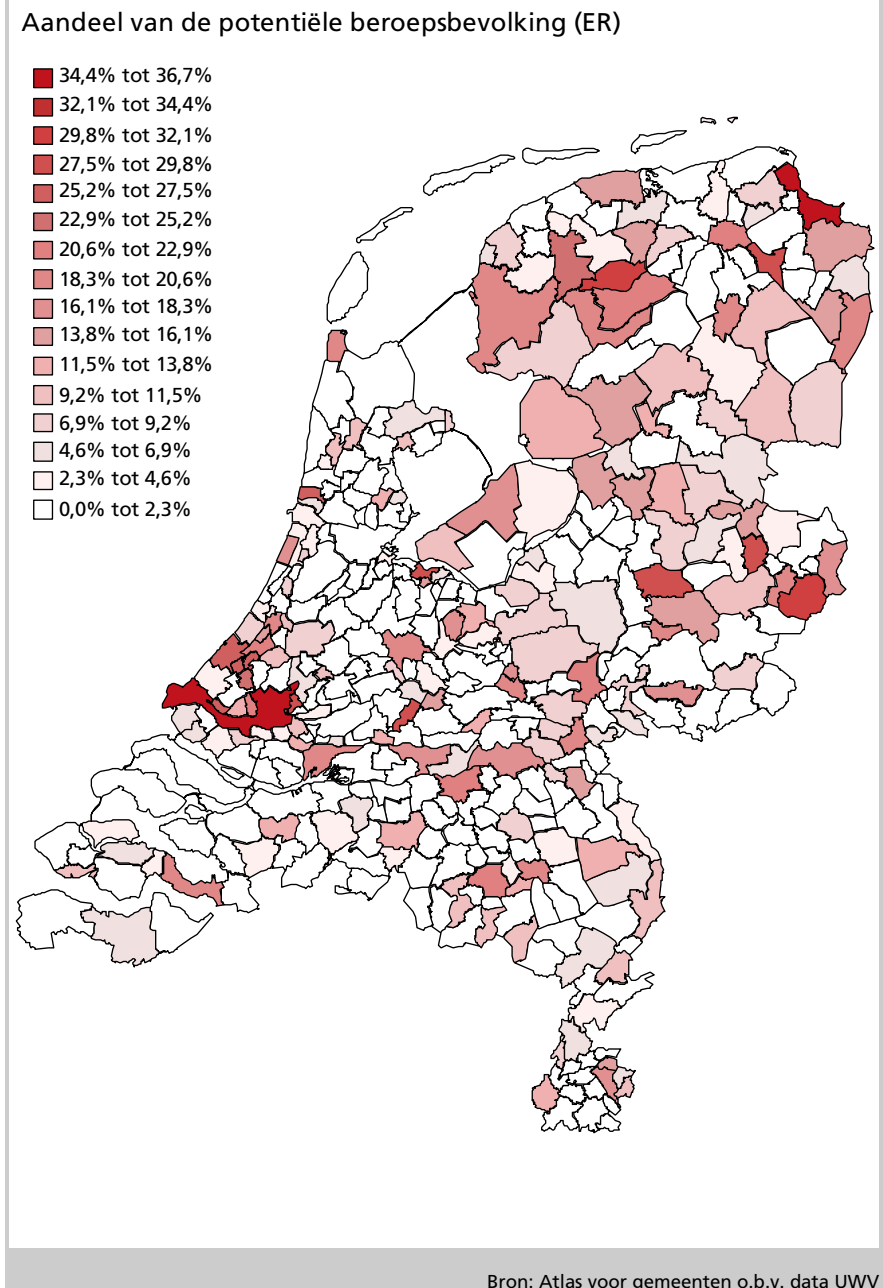 Aandeel van de potentiële beroepsbevolking (ER)
34,4% tot 36,7%
32,1% tot 34,4%
29,8% tot 32,1%
27,5% tot 29,8%
25,2% tot 27,5%
22,9% tot 25,2%
20,6% tot 22,9%
18,3% tot 20,6%
16,1% tot 18,3%
13,8% tot 16,1%
11,5% tot 13,8%
9,2% tot 11,5%
6,9% tot 9,2%
4,6% tot 6,9%
2,3% tot 4,6%
0,0% tot 2,3%
Bron: Atlas voor gemeenten o.b.v. data UWV